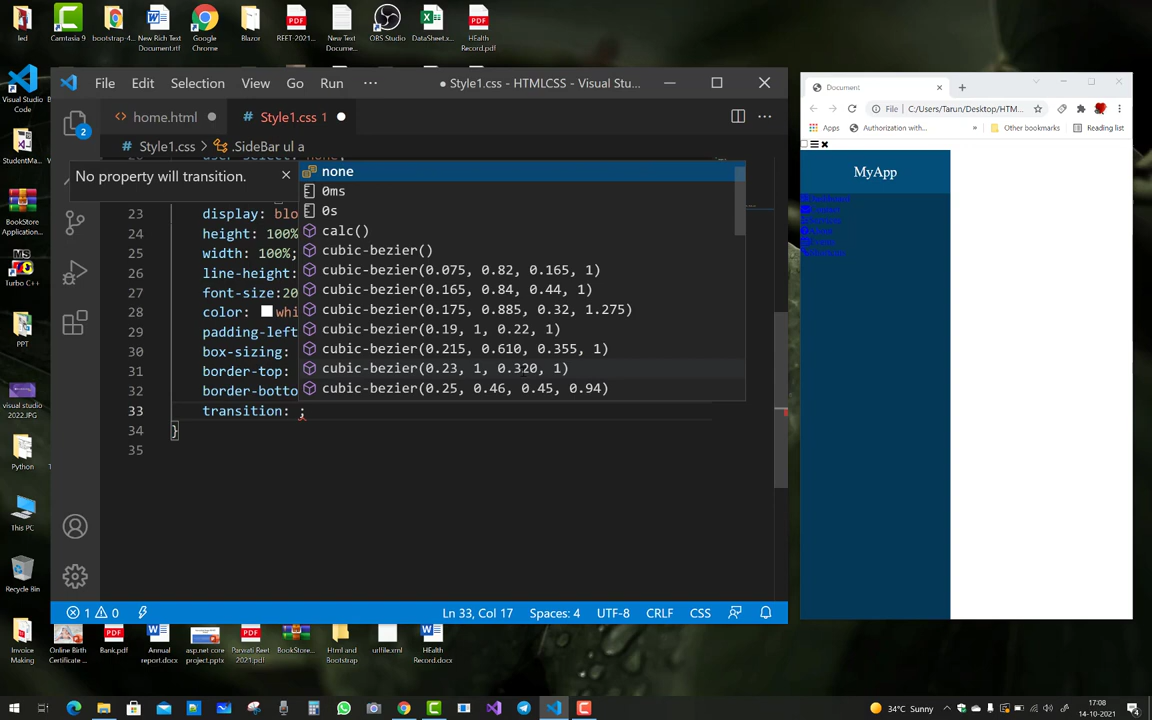 led
Camtasia 9
bootstrap-4...
New Rich Text Document.rtf
Google Chrome
Blazor
REET-2021...
New Text Docume...
OBS Studio
DataSheet.x...
HEalth Record.pdf
Visual Studio Code
StudentMa...
BookStore Application...
Turbo C++
PPT
visual studio 2022.JPG
Python
This PC
Recycle Bin
Invoice Making
File Edit Selection View Go Run ···
● Style1.css - HTMLCSS - Visual Stu...
home.html
# Style1.css 1
# Style1.css > .SideBar ul a
2
No property will transition.
none
0ms
0s
calc()
cubic-bezier()
cubic-bezier(0.075, 0.82, 0.165, 1)
cubic-bezier(0.165, 0.84, 0.44, 1)
cubic-bezier(0.175, 0.885, 0.32, 1.275)
cubic-bezier(0.19, 1, 0.22, 1)
cubic-bezier(0.215, 0.610, 0.355, 1)
cubic-bezier(0.23, 1, 0.320, 1)
cubic-bezier(0.25, 0.46, 0.45, 0.94)
23 display: blo
24 height: 100%
25 width: 100%;
26 line-height:
27 font-size:20
28 color: whi
29 padding-left
30 box-sizing:
31 border-top:
32 border-botto
33 transition: ;
34 }
35
1 0
Ln 33, Col 17 Spaces: 4 UTF-8 CRLF CSS
Document
File | C:/Users/Tarun/Desktop/HTM...
Apps
Authorization with...
»
Other bookmarks
Reading list
MyApp
Online Birth Certificate ...
Bank.pdf
Annual report.docx
asp.net core project.pptx
Parvati Reet 2021.pdf
BookStore...
Html and Bootstrap
urlfile.xml
HEalth Record.docx
34°C Sunny
17:08
14-10-2021
4